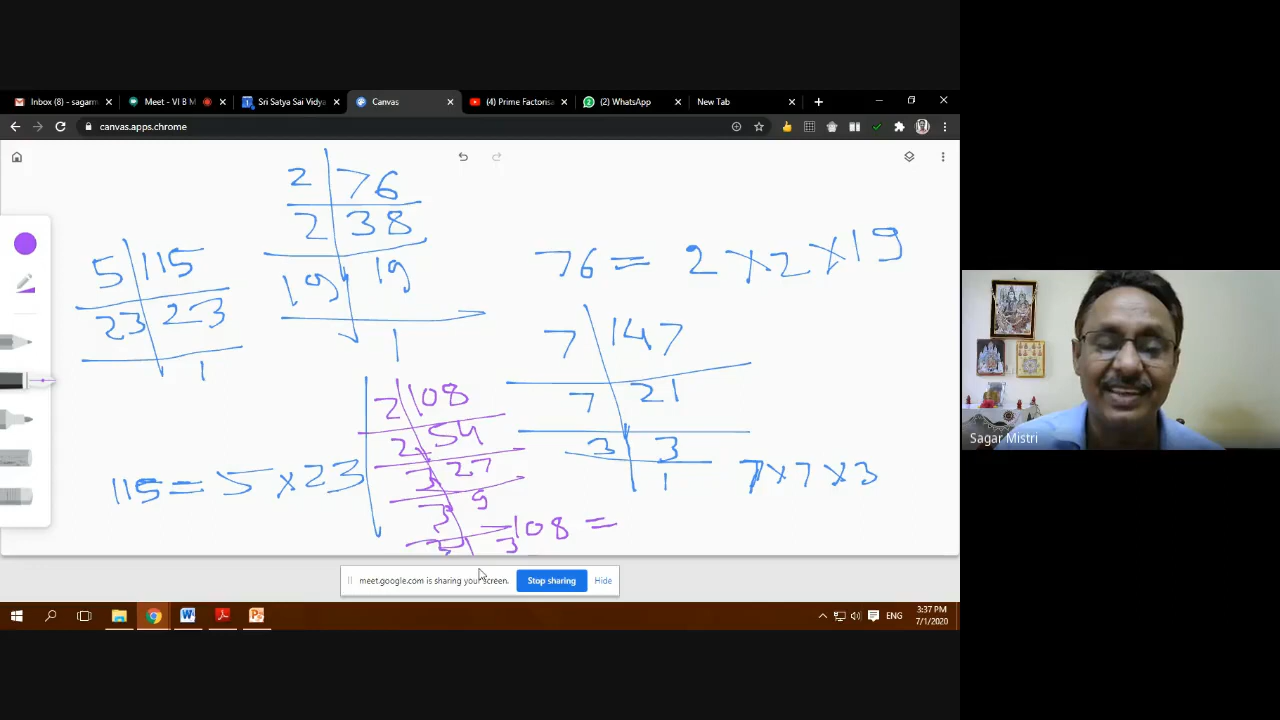 Inbox (8) - sagarm
Meet - VI B M
Sri Satya Sai Vidya
Canvas
(4) Prime Factorisa
(2) WhatsApp
New Tab
canvas.apps.chrome
2 76
2 38
19 19
1
5 115
23 23
1
76 = 2 × 2 × 19
7 147
7 21
3 3
1
7 × 7 × 3
115 = 5 × 23
2 108
2 54
3 27
3 9
3 3
108 =
Sagar Mistri
meet.google.com is sharing your screen.
Stop sharing
Hide
ENG
3:37 PM
7/1/2020